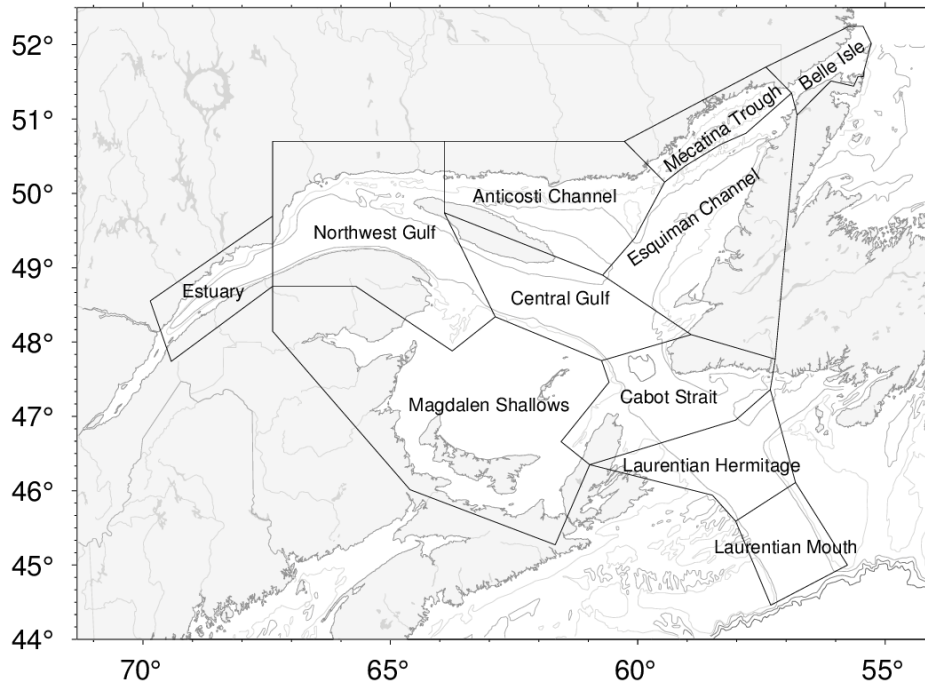 52°
Belle Isle
51°
Mécatina Trough
50°
Anticosti Channel
Esquiman Channel
Northwest Gulf
49°
Estuary
Central Gulf
48°
Cabot Strait
Magdalen Shallows
47°
Laurentian Hermitage
46°
Laurentian Mouth
45°
44°
70°
65°
60°
55°